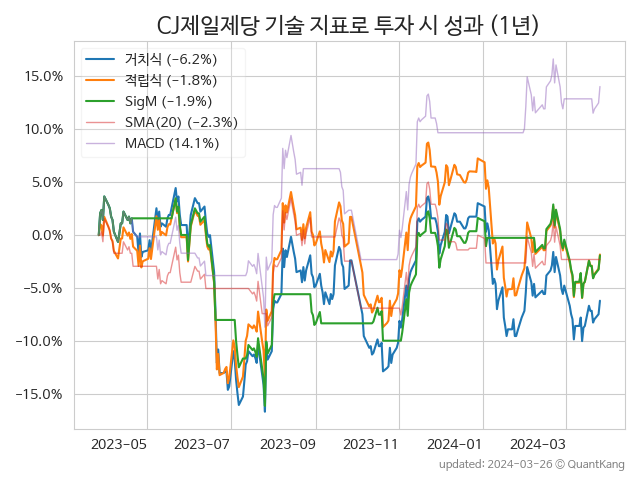 CJ제일제당 기술 지표로 투자 시 성과 (1년)
거치식 (−6.2%)
적립식 (−1.8%)
SigM (−1.9%)
SMA(20) (−2.3%)
MACD (14.1%)
15.0%
10.0%
5.0%
0.0%
−5.0%
−10.0%
−15.0%
2023-05 2023-07 2023-09 2023-11 2024-01 2024-03
updated: 2024-03-26 © QuantKang